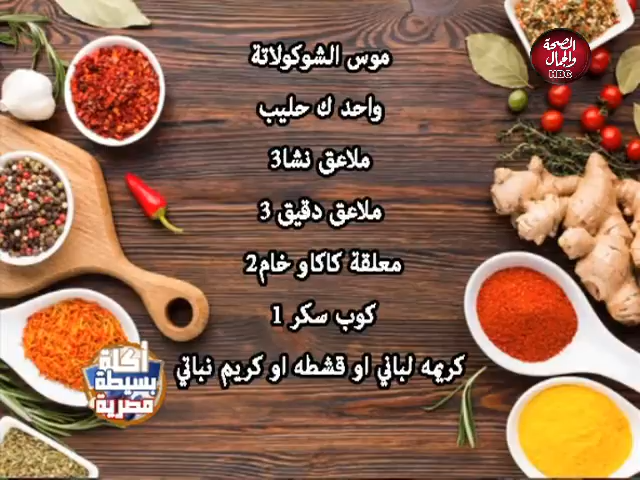 الصحة
والجمال
HBC
موس الشوكولاتة
واحد ك حليب
ملاعق نشا3
ملاعق دقيق 3
معلقة كاكاو خام2
كوب سكر 1
كريمه لباني او قشطه او كريم نباتي
أكلة
بسيطة
مصرية